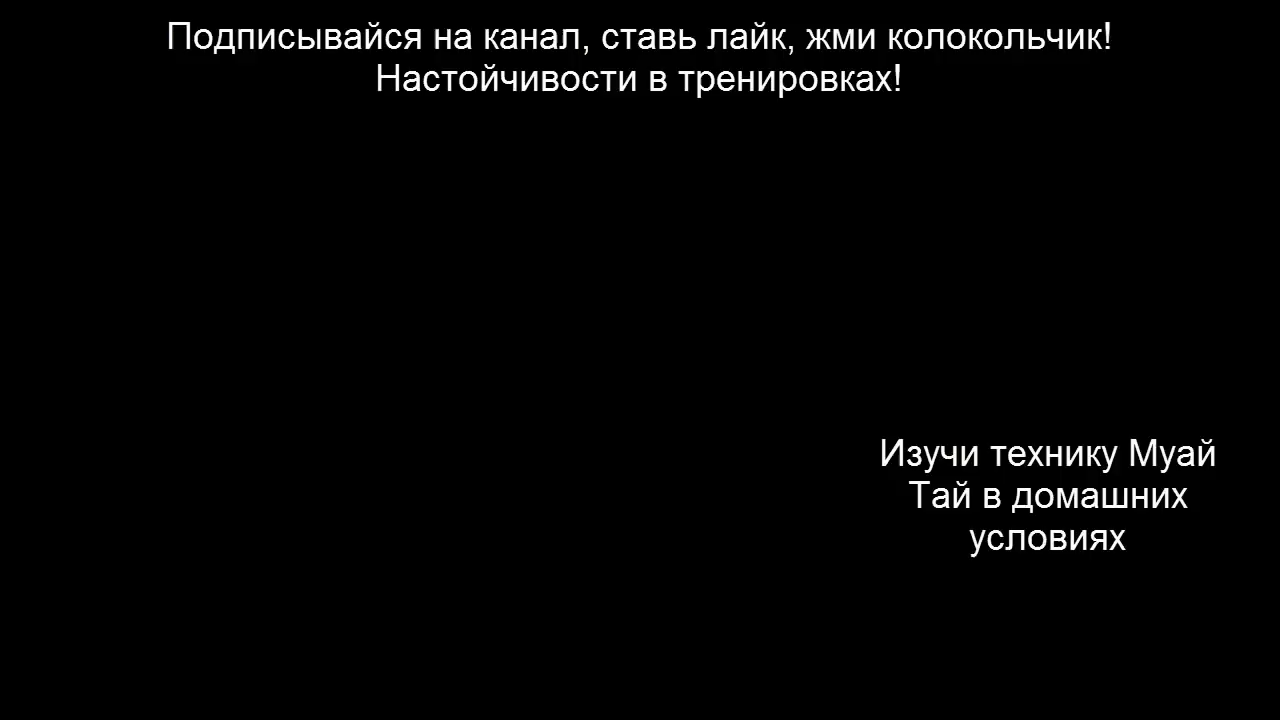 Подписывайся на канал, ставь лайк, жми колокольчик!
Настойчивости в тренировках!
Изучи технику Муай
Тай в домашних
условиях